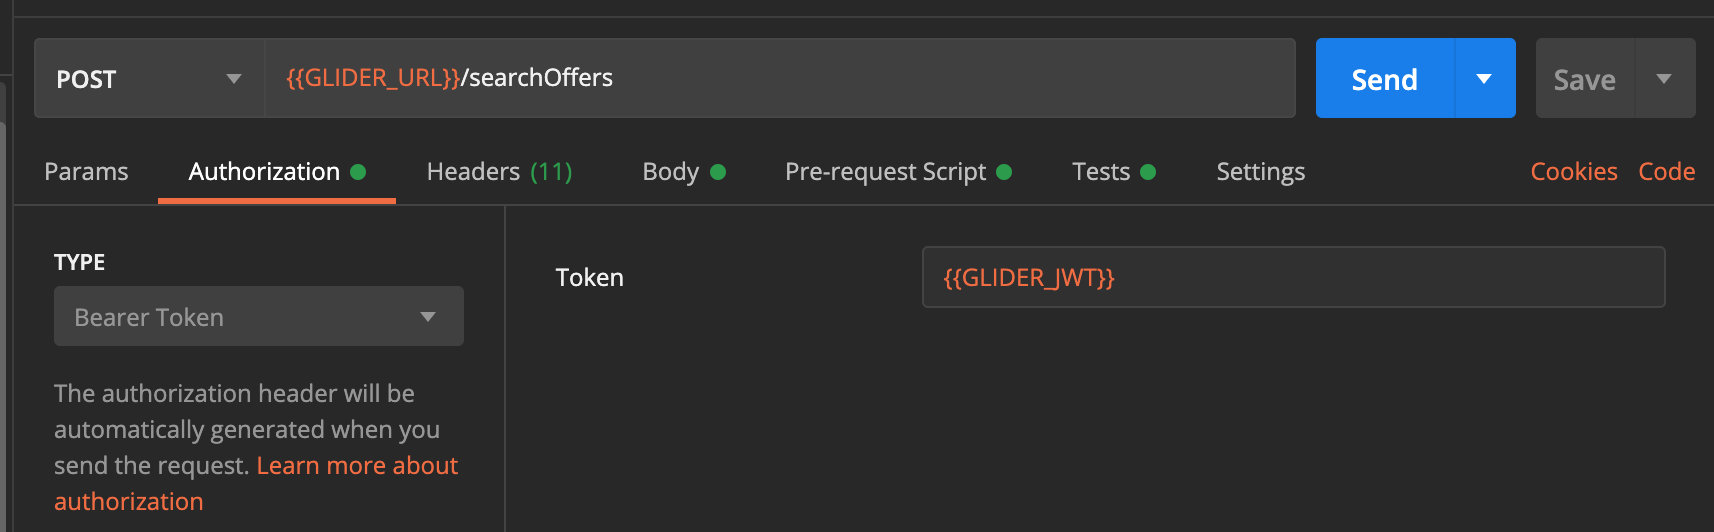 POST
{{GLIDER_URL}}/searchOffers
Send
Save
Params
Authorization
Headers (11)
Body
Pre-request Script
Tests
Settings
Cookies
Code
TYPE
Bearer Token
The authorization header will be
automatically generated when you
send the request. Learn more about
authorization
Token
{{GLIDER_JWT}}